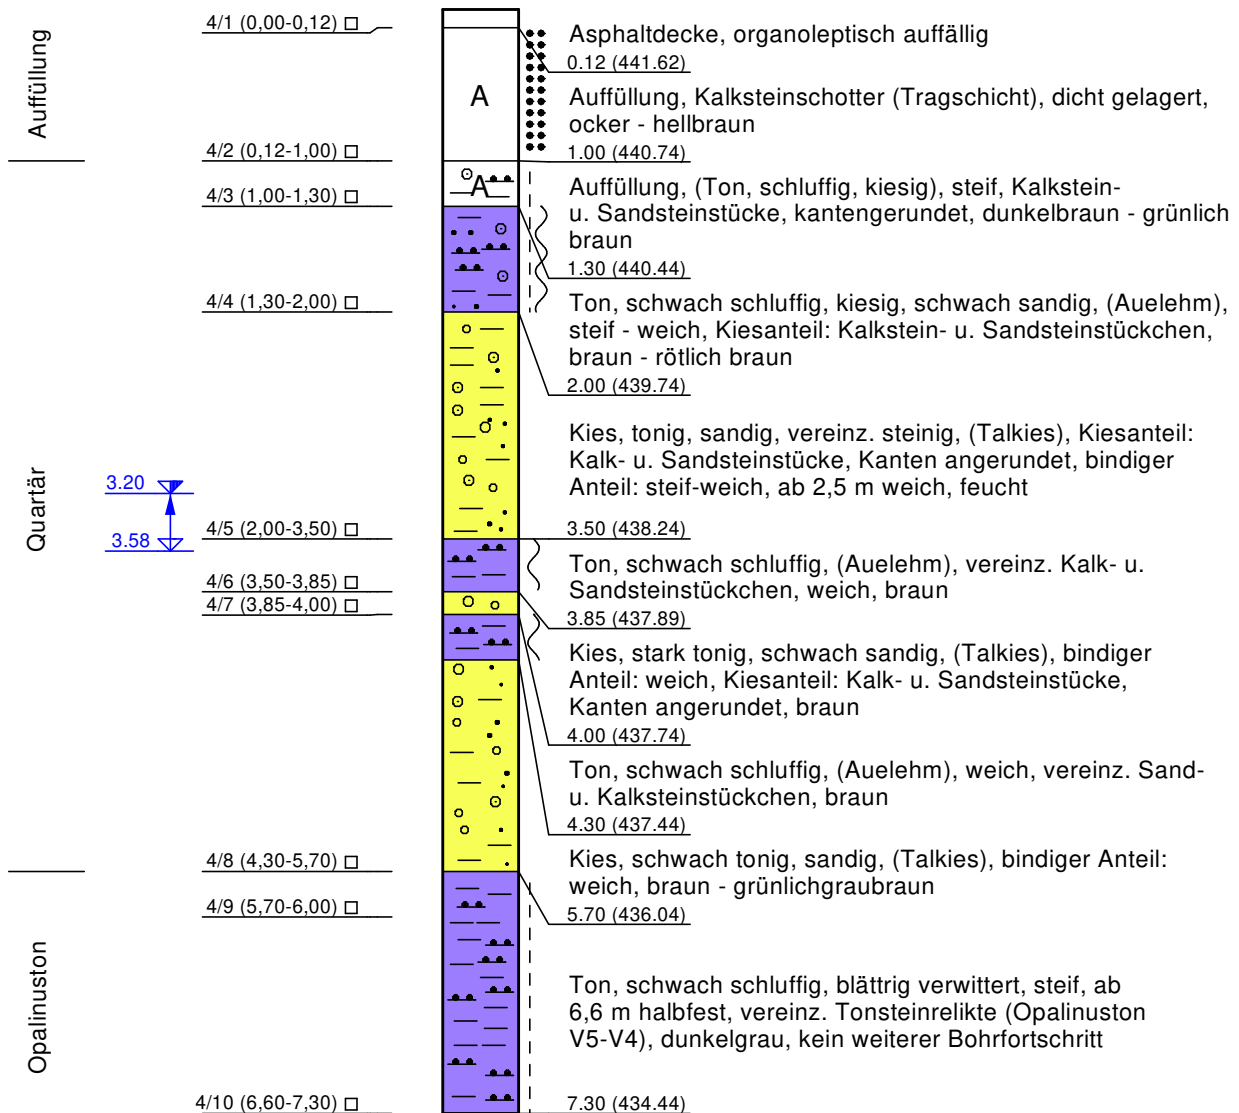 Auffüllung
Quartär
Opalinuston
3.20
3.58
4/1 (0,00-0,12)
4/2 (0,12-1,00)
4/3 (1,00-1,30)
4/4 (1,30-2,00)
4/5 (2,00-3,50)
4/6 (3,50-3,85)
4/7 (3,85-4,00)
4/8 (4,30-5,70)
4/9 (5,70-6,00)
4/10 (6,60-7,30)
A
A
Asphaltdecke, organoleptisch auffällig
0.12 (441.62)
Auffüllung, Kalksteinschotter (Tragschicht), dicht gelagert,
ocker - hellbraun
1.00 (440.74)
Auffüllung, (Ton, schluffig, kiesig), steif, Kalkstein-
u. Sandsteinstücke, kantengerundet, dunkelbraun - grünlich
braun
1.30 (440.44)
Ton, schwach schluffig, kiesig, schwach sandig, (Auelehm),
steif - weich, Kiesanteil: Kalkstein- u. Sandsteinstückchen,
braun - rötlich braun
2.00 (439.74)
Kies, tonig, sandig, vereinz. steinig, (Talkies), Kiesanteil:
Kalk- u. Sandsteinstücke, Kanten angerundet, bindiger
Anteil: steif-weich, ab 2,5 m weich, feucht
3.50 (438.24)
Ton, schwach schluffig, (Auelehm), vereinz. Kalk- u.
Sandsteinstückchen, weich, braun
3.85 (437.89)
Kies, stark tonig, schwach sandig, (Talkies), bindiger
Anteil: weich, Kiesanteil: Kalk- u. Sandsteinstücke,
Kanten angerundet, braun
4.00 (437.74)
Ton, schwach schluffig, (Auelehm), weich, vereinz. Sand-
u. Kalksteinstückchen, braun
4.30 (437.44)
Kies, schwach tonig, sandig, (Talkies), bindiger Anteil:
weich, braun - grünlichgraubraun
5.70 (436.04)
Ton, schwach schluffig, blättrig verwittert, steif, ab
6,6 m halbfest, vereinz. Tonsteinrelikte (Opalinuston
V5-V4), dunkelgrau, kein weiterer Bohrfortschritt
7.30 (434.44)